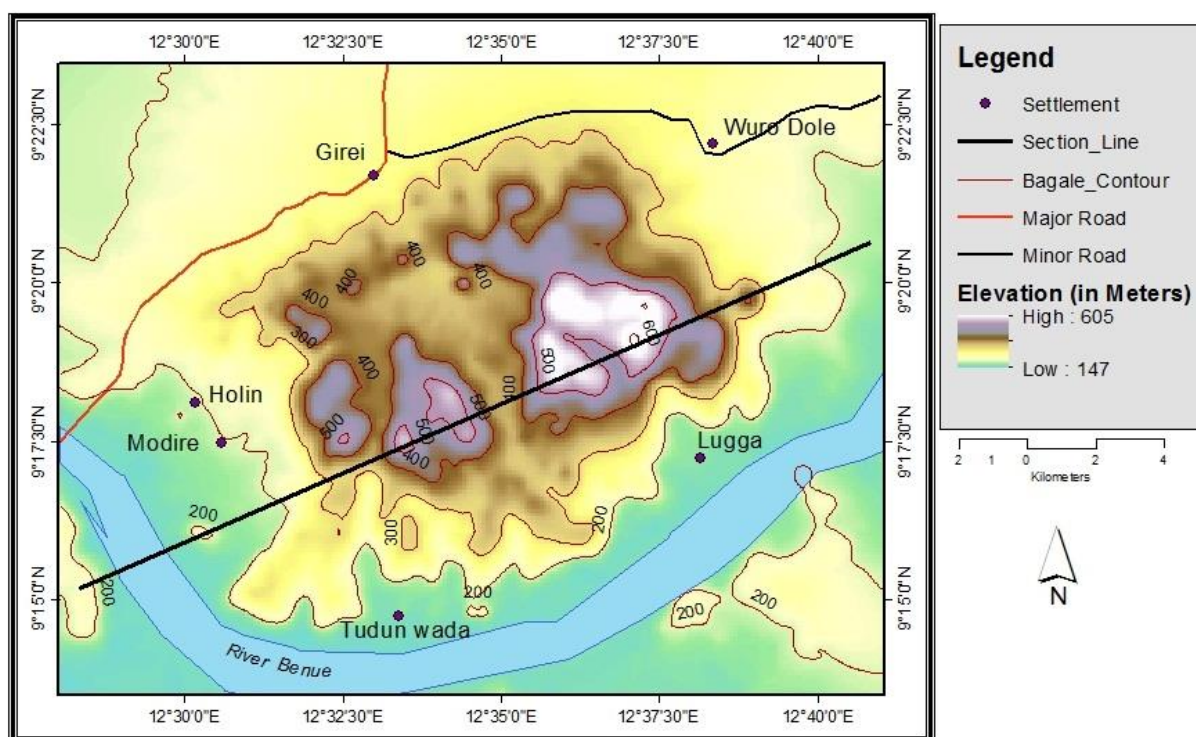 12°30'0"E 12°32'30"E 12°35'0"E 12°37'30"E 12°40'0"E
9°22'30"N
9°20'0"N
9°17'30"N
9°15'0"N
9°22'30"N
9°20'0"N
9°17'30"N
9°15'0"N
Wuro Dole
Girei
400
400
400
400
300
600
500
400
400
500
500
500
400
Holin
Modire
Lugga
200
300
200
200
200
200
200
Tudun wada
River Benue
12°30'0"E 12°32'30"E 12°35'0"E 12°37'30"E 12°40'0"E
Legend
Settlement
Section_Line
Bagale_Contour
Major Road
Minor Road
Elevation (in Meters)
High : 605
Low : 147
2 1 0 2 4
Kilometers
N